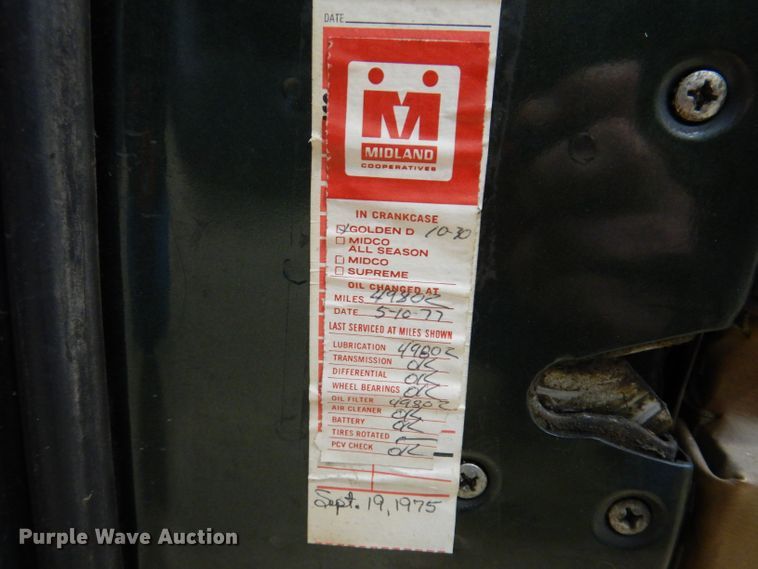 DATE
MIDLAND
COOPERATIVES
IN CRANKCASE
GOLDEN D 10-30
MIDCO
ALL SEASON
MIDCO
SUPREME
OIL CHANGED AT
MILES 49802
DATE 5-10-77
LAST SERVICED AT MILES SHOWN
LUBRICATION 49802
TRANSMISSION OK
DIFFERENTIAL OK
WHEEL BEARINGS OK
OIL FILTER 49802
AIR CLEANER OK
BATTERY OK
TIRES ROTATED
PCV CHECK OK
Sept. 19, 1975
Purple Wave Auction